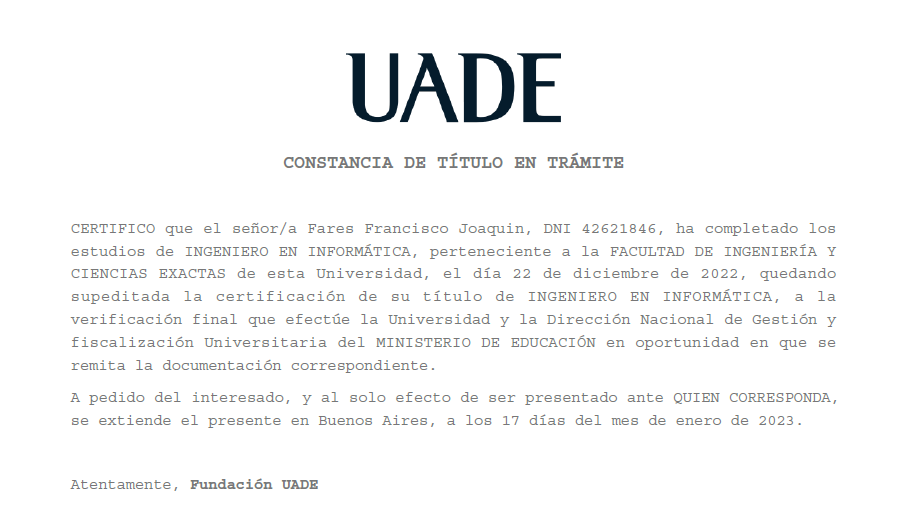 UADE
CONSTANCIA DE TÍTULO EN TRÁMITE
CERTIFICO que el señor/a Fares Francisco Joaquin, DNI 42621846, ha completado los
estudios de INGENIERO EN INFORMÁTICA, perteneciente a la FACULTAD DE INGENIERÍA Y
CIENCIAS EXACTAS de esta Universidad, el día 22 de diciembre de 2022, quedando
supeditada la certificación de su título de INGENIERO EN INFORMÁTICA, a la
verificación final que efectúe la Universidad y la Dirección Nacional de Gestión y
fiscalización Universitaria del MINISTERIO DE EDUCACIÓN en oportunidad en que se
remita la documentación correspondiente.
A pedido del interesado, y al solo efecto de ser presentado ante QUIEN CORRESPONDA,
se extiende el presente en Buenos Aires, a los 17 días del mes de enero de 2023.
Atentamente, Fundación UADE